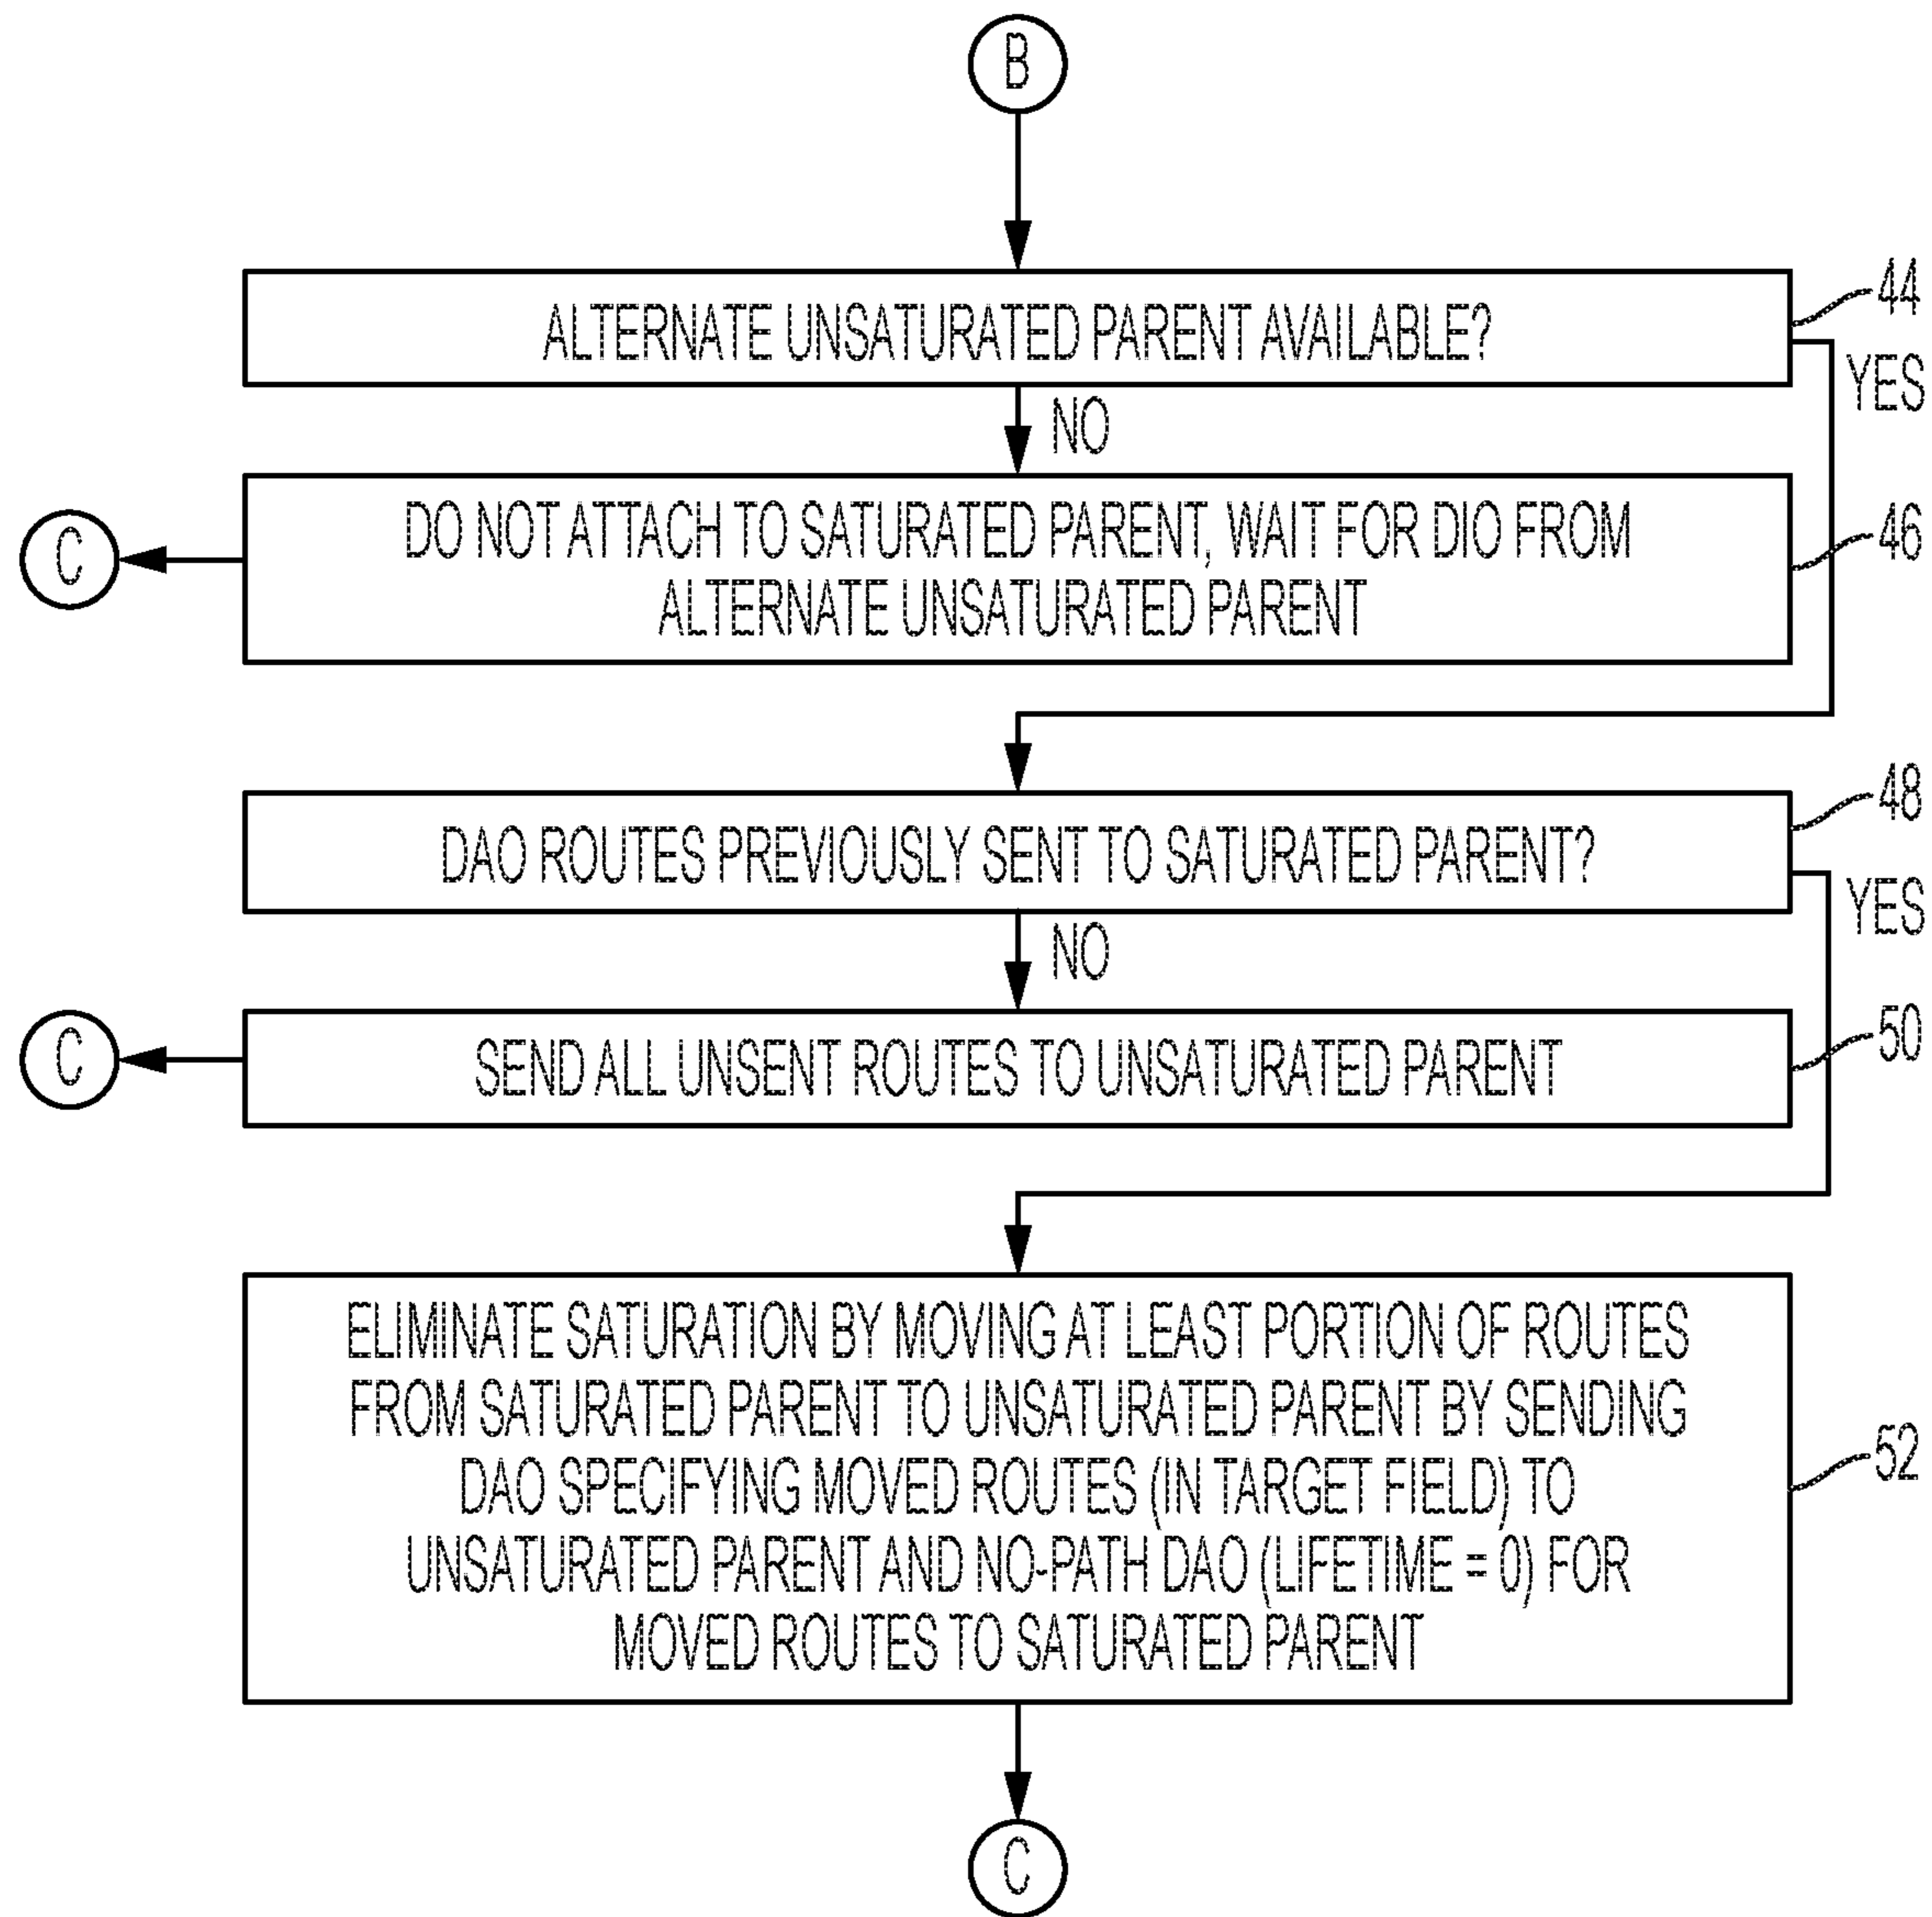 B
ALTERNATE UNSATURATED PARENT AVAILABLE?
44
YES
NO
DO NOT ATTACH TO SATURATED PARENT, WAIT FOR DIO FROM
ALTERNATE UNSATURATED PARENT
46
C
DAO ROUTES PREVIOUSLY SENT TO SATURATED PARENT?
48
YES
NO
SEND ALL UNSENT ROUTES TO UNSATURATED PARENT
50
C
ELIMINATE SATURATION BY MOVING AT LEAST PORTION OF ROUTES
FROM SATURATED PARENT TO UNSATURATED PARENT BY SENDING
DAO SPECIFYING MOVED ROUTES (IN TARGET FIELD) TO
UNSATURATED PARENT AND NO-PATH DAO (LIFETIME = 0) FOR
MOVED ROUTES TO SATURATED PARENT
52
C